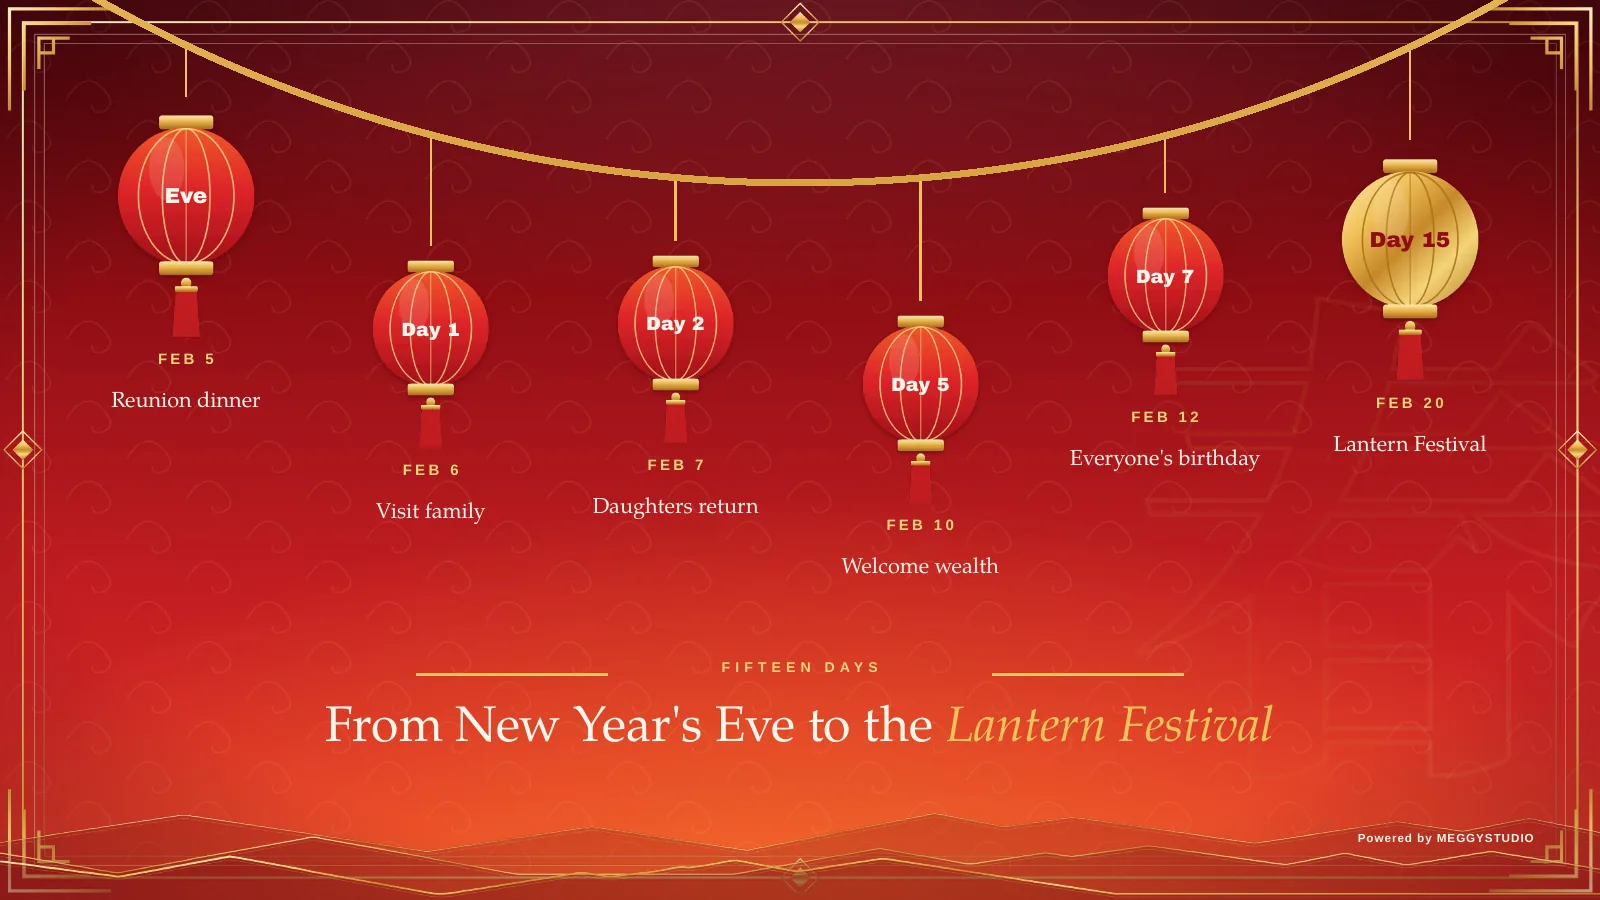 Eve
FEB 5
Reunion dinner
Day 1
FEB 6
Visit family
Day 2
FEB 7
Daughters return
Day 5
FEB 10
Welcome wealth
Day 7
FEB 12
Everyone's birthday
Day 15
FEB 20
Lantern Festival
FIFTEEN DAYS
From New Year's Eve to the Lantern Festival
Powered by MEGGYSTUDIO